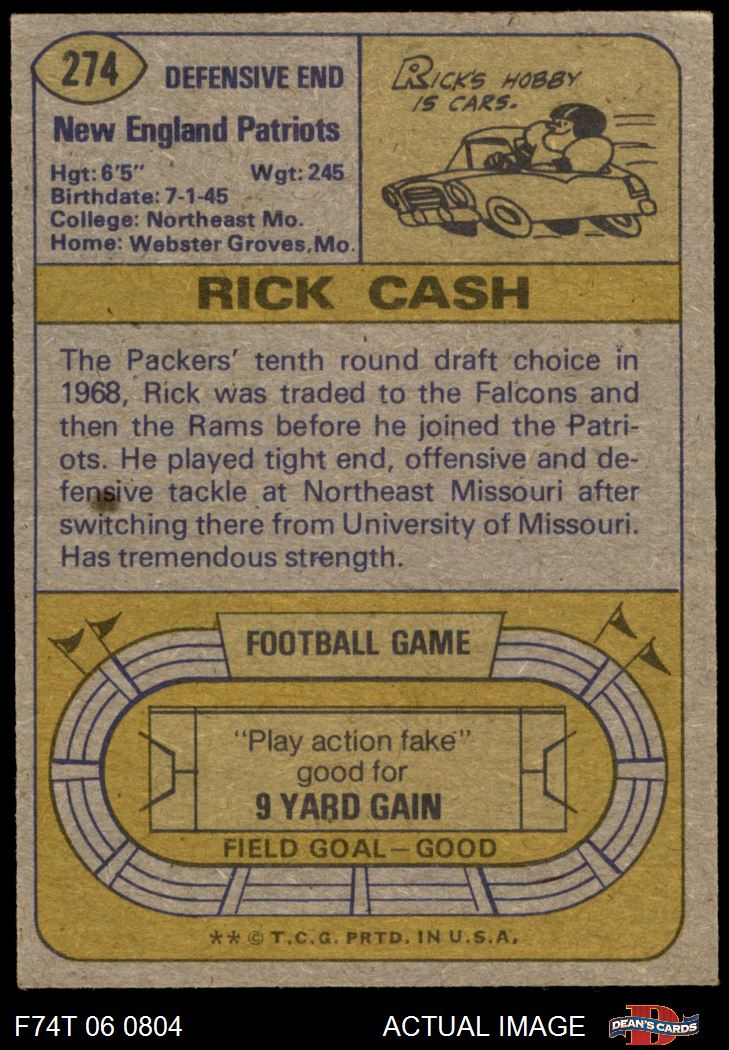 274
DEFENSIVE END
New England Patriots
Hgt: 6'5" Wgt: 245
Birthdate: 7-1-45
College: Northeast Mo.
Home: Webster Groves, Mo.
RICK'S HOBBY
IS CARS.
RICK CASH
The Packers' tenth round draft choice in
1968, Rick was traded to the Falcons and
then the Rams before he joined the Patri-
ots. He played tight end, offensive and de-
fensive tackle at Northeast Missouri after
switching there from University of Missouri.
Has tremendous strength.
FOOTBALL GAME
"Play action fake"
good for
9 YARD GAIN
FIELD GOAL—GOOD
** © T.C.G. PRTD. IN U.S.A.
F74T 06 0804
ACTUAL IMAGE
D
DEAN'S CARDS